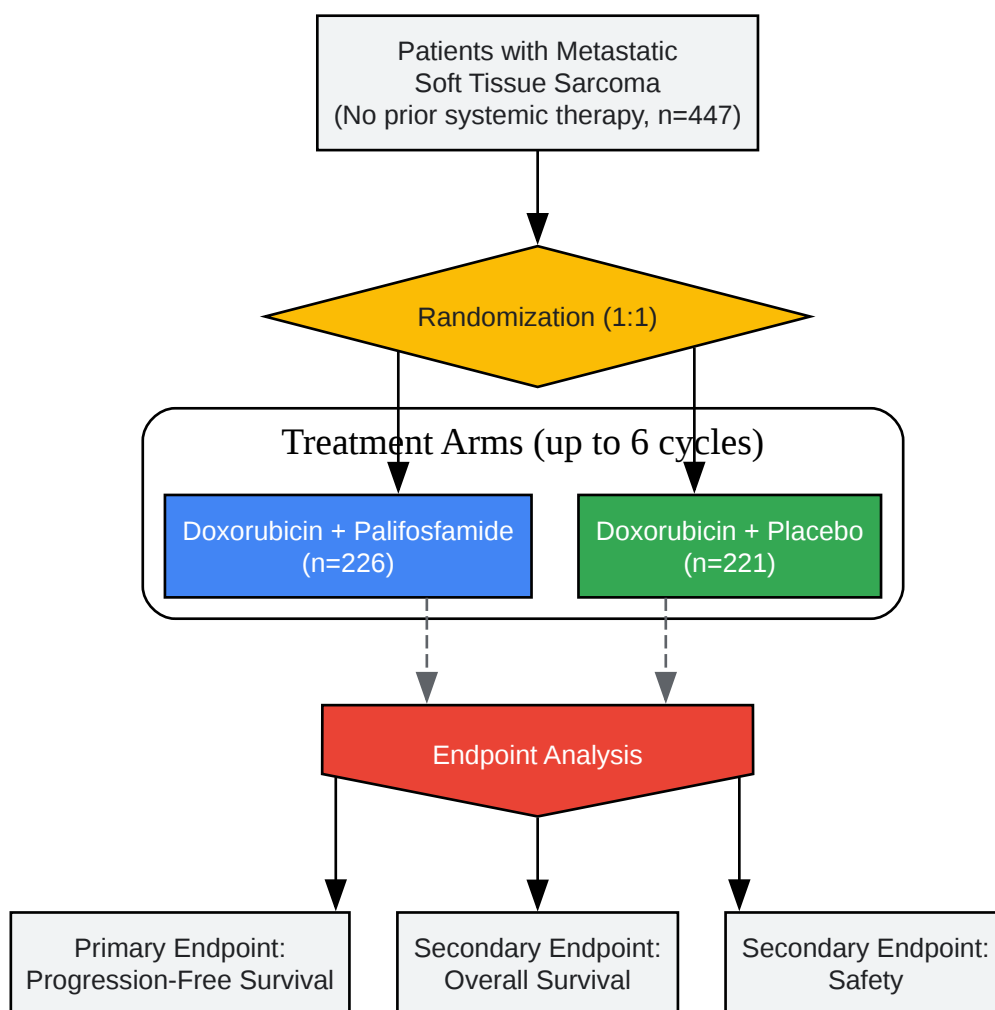 Patients with Metastatic
Soft Tissue Sarcoma
(No prior systemic therapy, n=447)
Randomization (1:1)
Treatment Arms (up to 6 cycles)
Doxorubicin + Palifosfamide
(n=226)
Doxorubicin + Placebo
(n=221)
Endpoint Analysis
Primary Endpoint:
Progression-Free Survival
Secondary Endpoint:
Overall Survival
Secondary Endpoint:
Safety